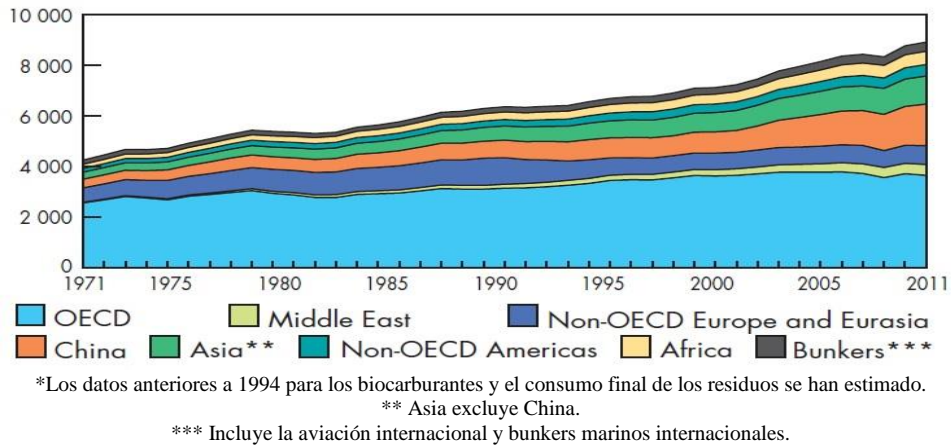 10 000
8 000
6 000
4 000
2 000
0
1971 1975 1980 1985 1990 1995 2000 2005 2011
OECD Middle East Non-OECD Europe and Eurasia
China Asia** Non-OECD Americas Africa Bunkers***
*Los datos anteriores a 1994 para los biocarburantes y el consumo final de los residuos se han estimado.
** Asia excluye China.
*** Incluye la aviación internacional y bunkers marinos internacionales.